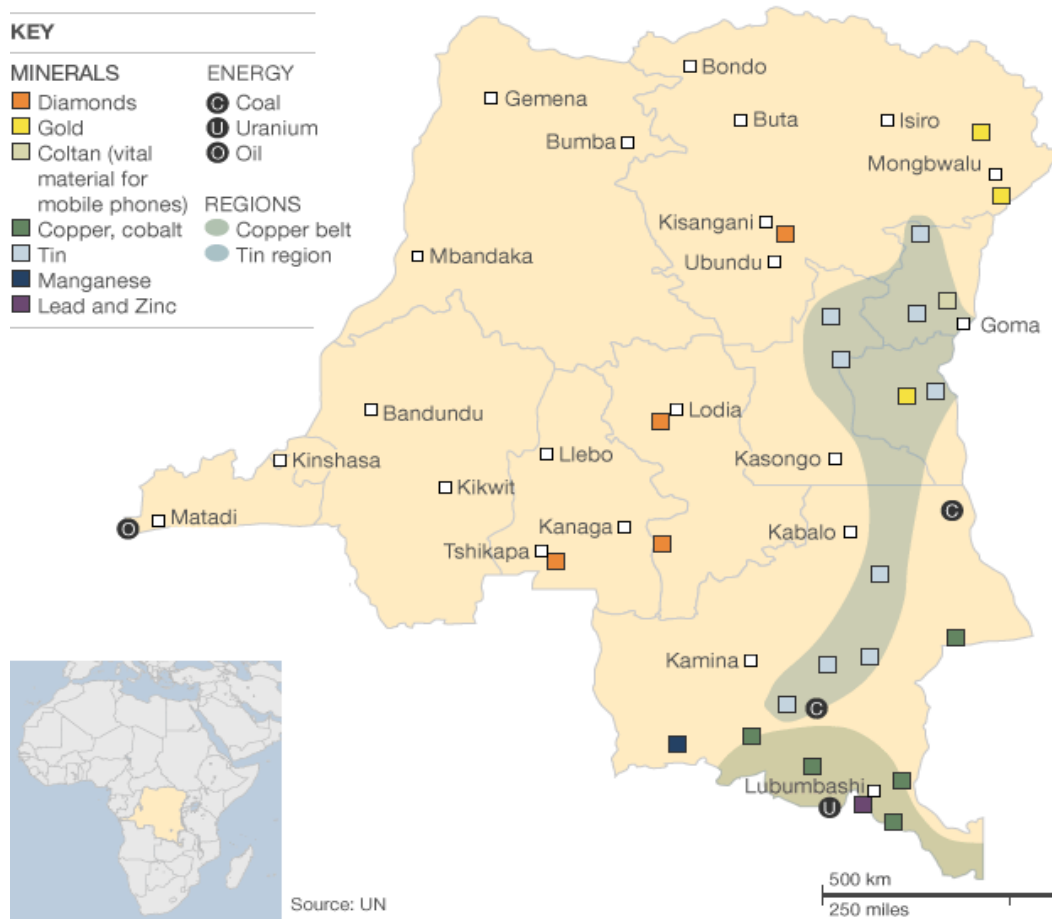 KEY
MINERALS
Diamonds
Gold
Coltan (vital
material for
mobile phones)
Copper, cobalt
Tin
Manganese
Lead and Zinc
ENERGY
C Coal
U Uranium
O Oil
REGIONS
Copper belt
Tin region
Bondo
Gemena
Buta
Isiro
Bumba
Mongbwalu
Kisangani
Ubundu
Mbandaka
Goma
Bandundu
Lodia
Kinshasa
Llebo
Kasongo
Kikwit
O
Matadi
C
Kanaga
Kabalo
Tshikapa
Kamina
C
Lubumbashi
U
Source: UN
500 km
250 miles